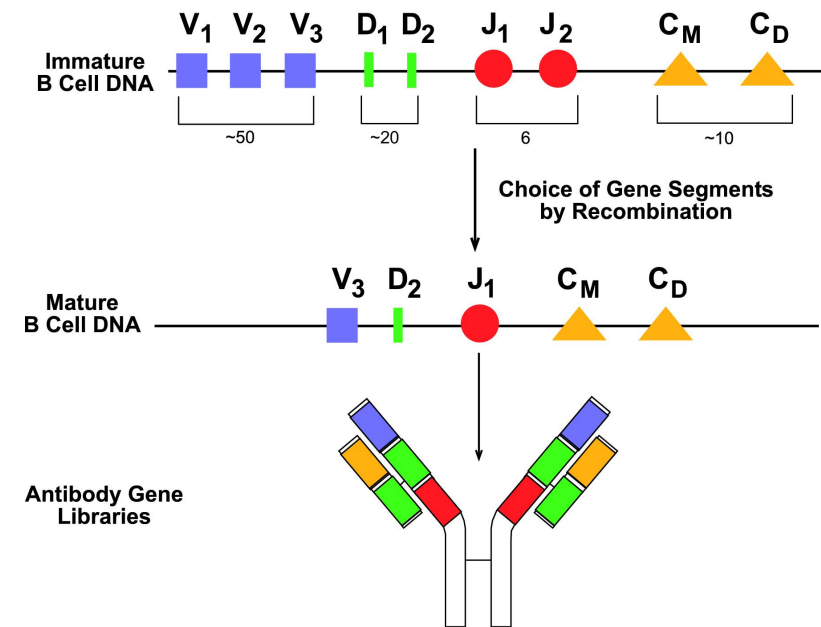 V1 V2 V3 D1 D2 J1 J2 CM CD
Immature
B Cell DNA
~50 ~20 6 ~10
Choice of Gene Segments
by Recombination
V3 D2 J1 CM CD
Mature
B Cell DNA
Antibody Gene
Libraries